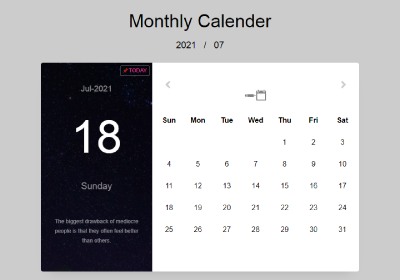 Monthly Calender
2021 / 07
TODAY
Jul-2021
18
Sunday
The biggest drawback of mediocre
people is that they often feel better
than others.
Sun Mon Tue Wed Thu Fri Sat
1 2 3
4 5 6 7 8 9 10
11 12 13 14 15 16 17
18 19 20 21 22 23 24
25 26 27 28 29 30 31